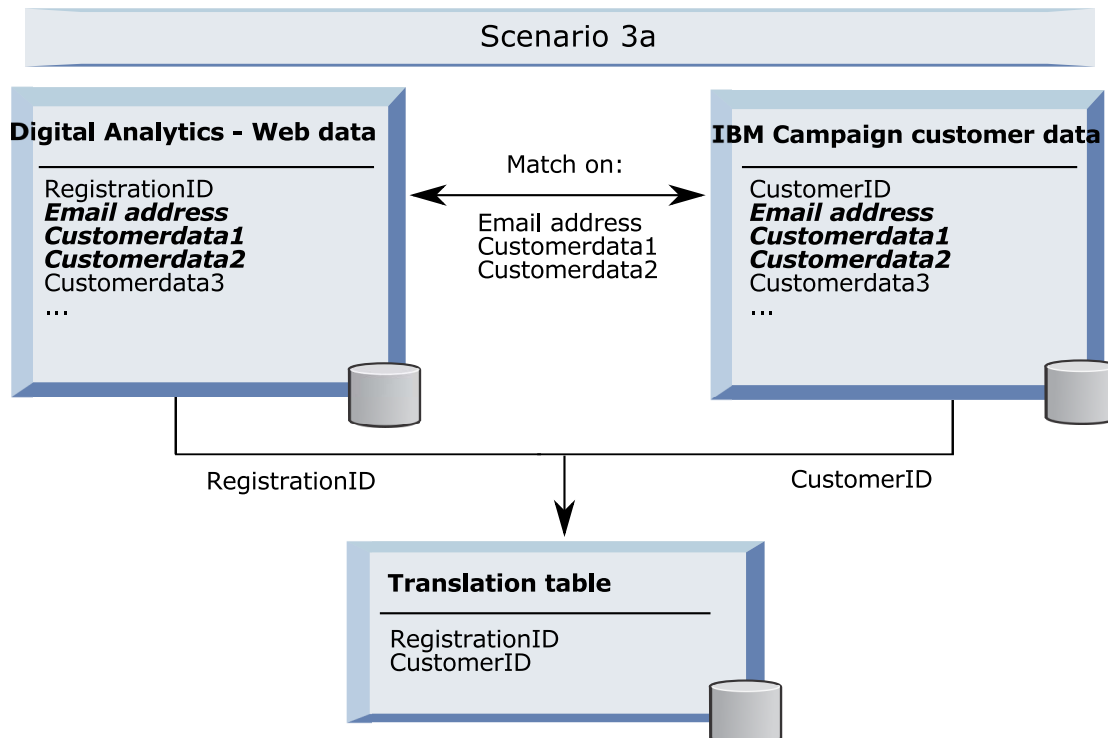 Scenario 3a
Digital Analytics - Web data
RegistrationID
Email address
Customerdata1
Customerdata2
Customerdata3
...
Match on:
Email address
Customerdata1
Customerdata2
IBM Campaign customer data
CustomerID
Email address
Customerdata1
Customerdata2
Customerdata3
...
RegistrationID
CustomerID
Translation table
RegistrationID
CustomerID